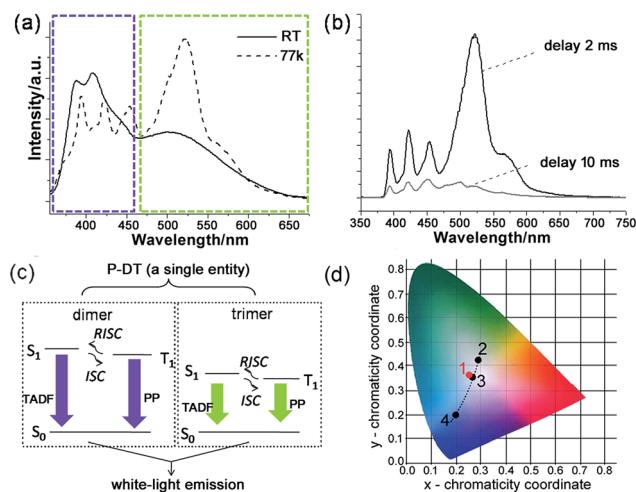 (a)
RT
77k
Intensity/a.u.
400 450 500 550 600 650
Wavelength/nm
(b)
delay 2 ms
delay 10 ms
350 400 450 500 550 600 650 700 750
Wavelength/nm
(c)
P-DT (a single entity)
dimer
trimer
S1
RISC
ISC
T1
TADF
PP
S0
S1
RISC
ISC
T1
TADF
PP
S0
white-light emission
(d)
y - chromaticity coordinate
0.8
0.7
0.6
0.5
0.4
0.3
0.2
0.1
0.0
1
2
3
4
0.0 0.1 0.2 0.3 0.4 0.5 0.6 0.7 0.8
x - chromaticity coordinate